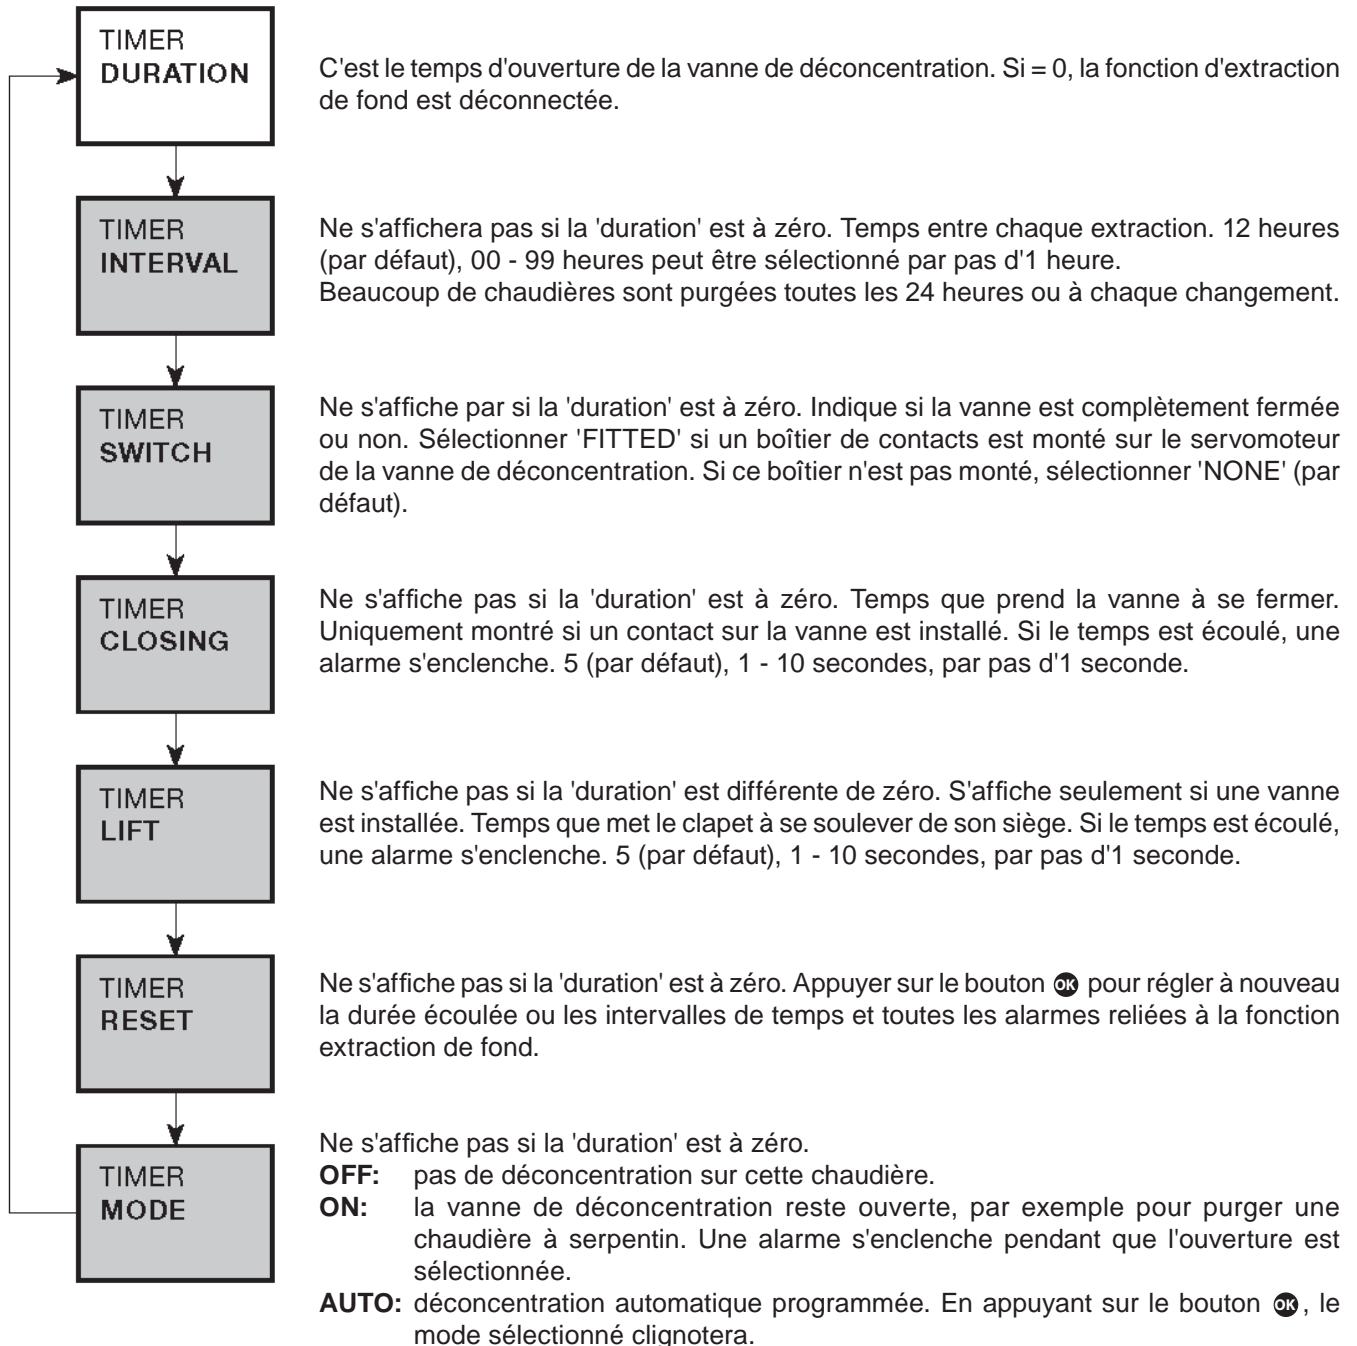 TIMER
DURATION
C'est le temps d'ouverture de la vanne de déconcentration. Si = 0, la fonction d'extraction
de fond est déconnectée.
TIMER
INTERVAL
Ne s'affichera pas si la 'duration' est à zéro. Temps entre chaque extraction. 12 heures
(par défaut), 00 - 99 heures peut être sélectionné par pas d'1 heure.
Beaucoup de chaudières sont purgées toutes les 24 heures ou à chaque changement.
TIMER
SWITCH
Ne s'affiche par si la 'duration' est à zéro. Indique si la vanne est complètement fermée
ou non. Sélectionner 'FITTED' si un boîtier de contacts est monté sur le servomoteur
de la vanne de déconcentration. Si ce boîtier n'est pas monté, sélectionner 'NONE' (par
défaut).
TIMER
CLOSING
Ne s'affiche pas si la 'duration' est à zéro. Temps que prend la vanne à se fermer.
Uniquement montré si un contact sur la vanne est installé. Si le temps est écoulé, une
alarme s'enclenche. 5 (par défaut), 1 - 10 secondes, par pas d'1 seconde.
TIMER
LIFT
Ne s'affiche pas si la 'duration' est différente de zéro. S'affiche seulement si une vanne
est installée. Temps que met le clapet à se soulever de son siège. Si le temps est écoulé,
une alarme s'enclenche. 5 (par défaut), 1 - 10 secondes, par pas d'1 seconde.
TIMER
RESET
Ne s'affiche pas si la 'duration' est à zéro. Appuyer sur le bouton OK pour régler à nouveau
la durée écoulée ou les intervalles de temps et toutes les alarmes reliées à la fonction
extraction de fond.
TIMER
MODE
Ne s'affiche pas si la 'duration' est à zéro.
OFF: pas de déconcentration sur cette chaudière.
ON: la vanne de déconcentration reste ouverte, par exemple pour purger une
chaudière à serpentin. Une alarme s'enclenche pendant que l'ouverture est
sélectionnée.
AUTO: déconcentration automatique programmée. En appuyant sur le bouton OK, le
mode sélectionné clignotera.